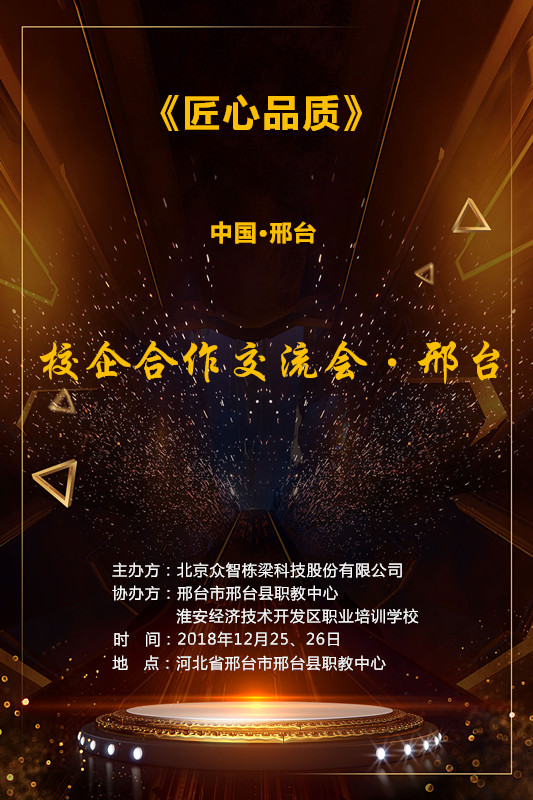 《匠心品质》
中国·邢台
校企合作交流会·邢台
主办方：北京众智栋梁科技股份有限公司
协办方：邢台市邢台县职教中心
淮安经济技术开发区职业培训学校
时 间：2018年12月25、26日
地 点：河北省邢台市邢台县职教中心